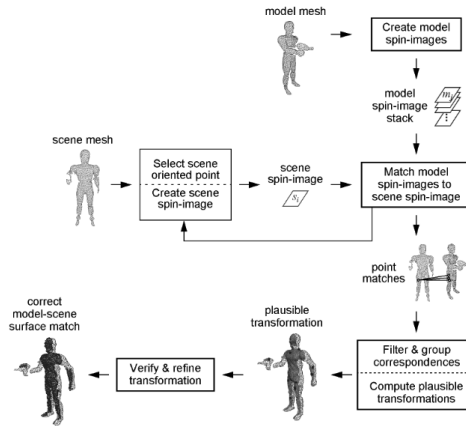 model mesh
Create model
spin-images
model
spin-image
stack
scene mesh
Select scene
oriented point
Create scene
spin-image
scene
spin-image
s_i
Match model
spin-images to
scene spin-image
point
matches
correct
model-scene
surface match
plausible
transformation
Filter & group
correspondences
Compute plausible
transformations
Verify & refine
transformation